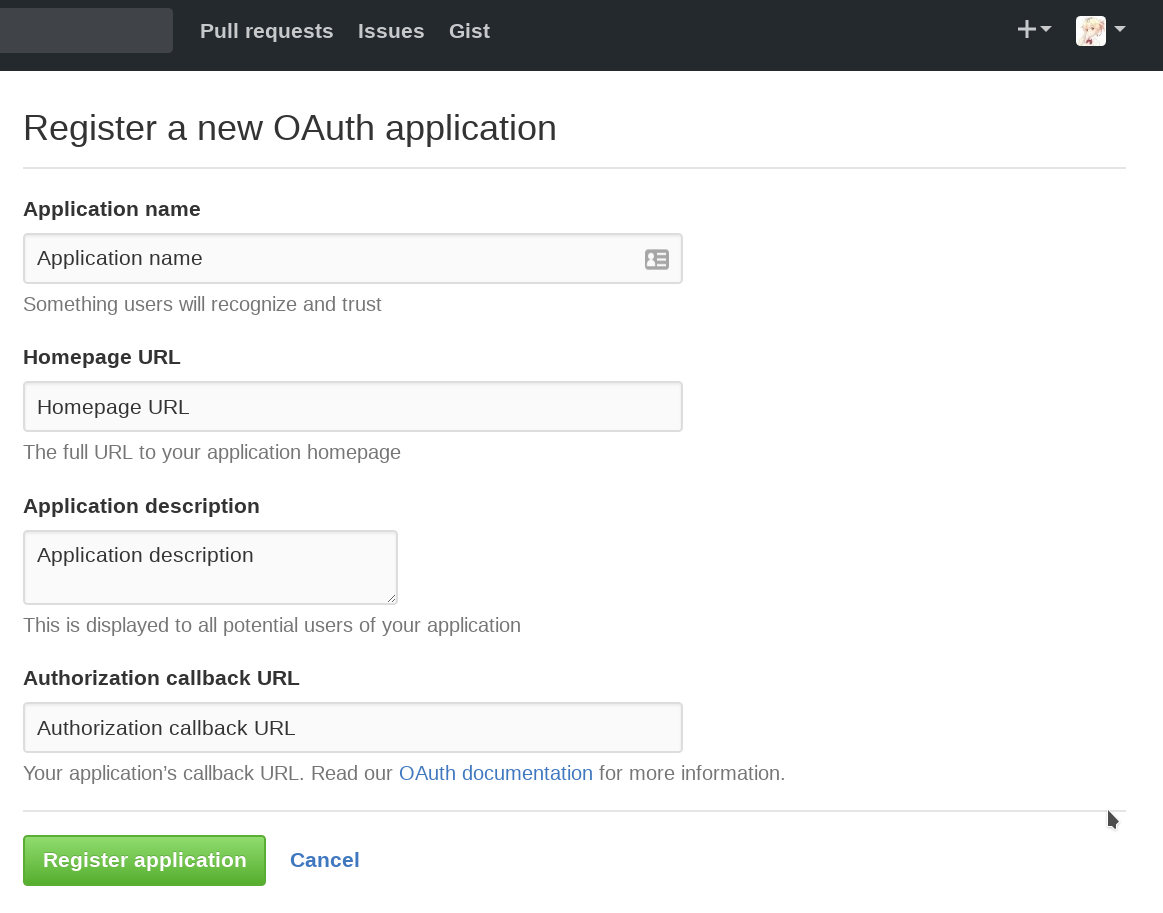 Pull requests Issues Gist
Register a new OAuth application
Application name
Application name
Something users will recognize and trust
Homepage URL
Homepage URL
The full URL to your application homepage
Application description
Application description
This is displayed to all potential users of your application
Authorization callback URL
Authorization callback URL
Your application’s callback URL. Read our OAuth documentation for more information.
Register application Cancel